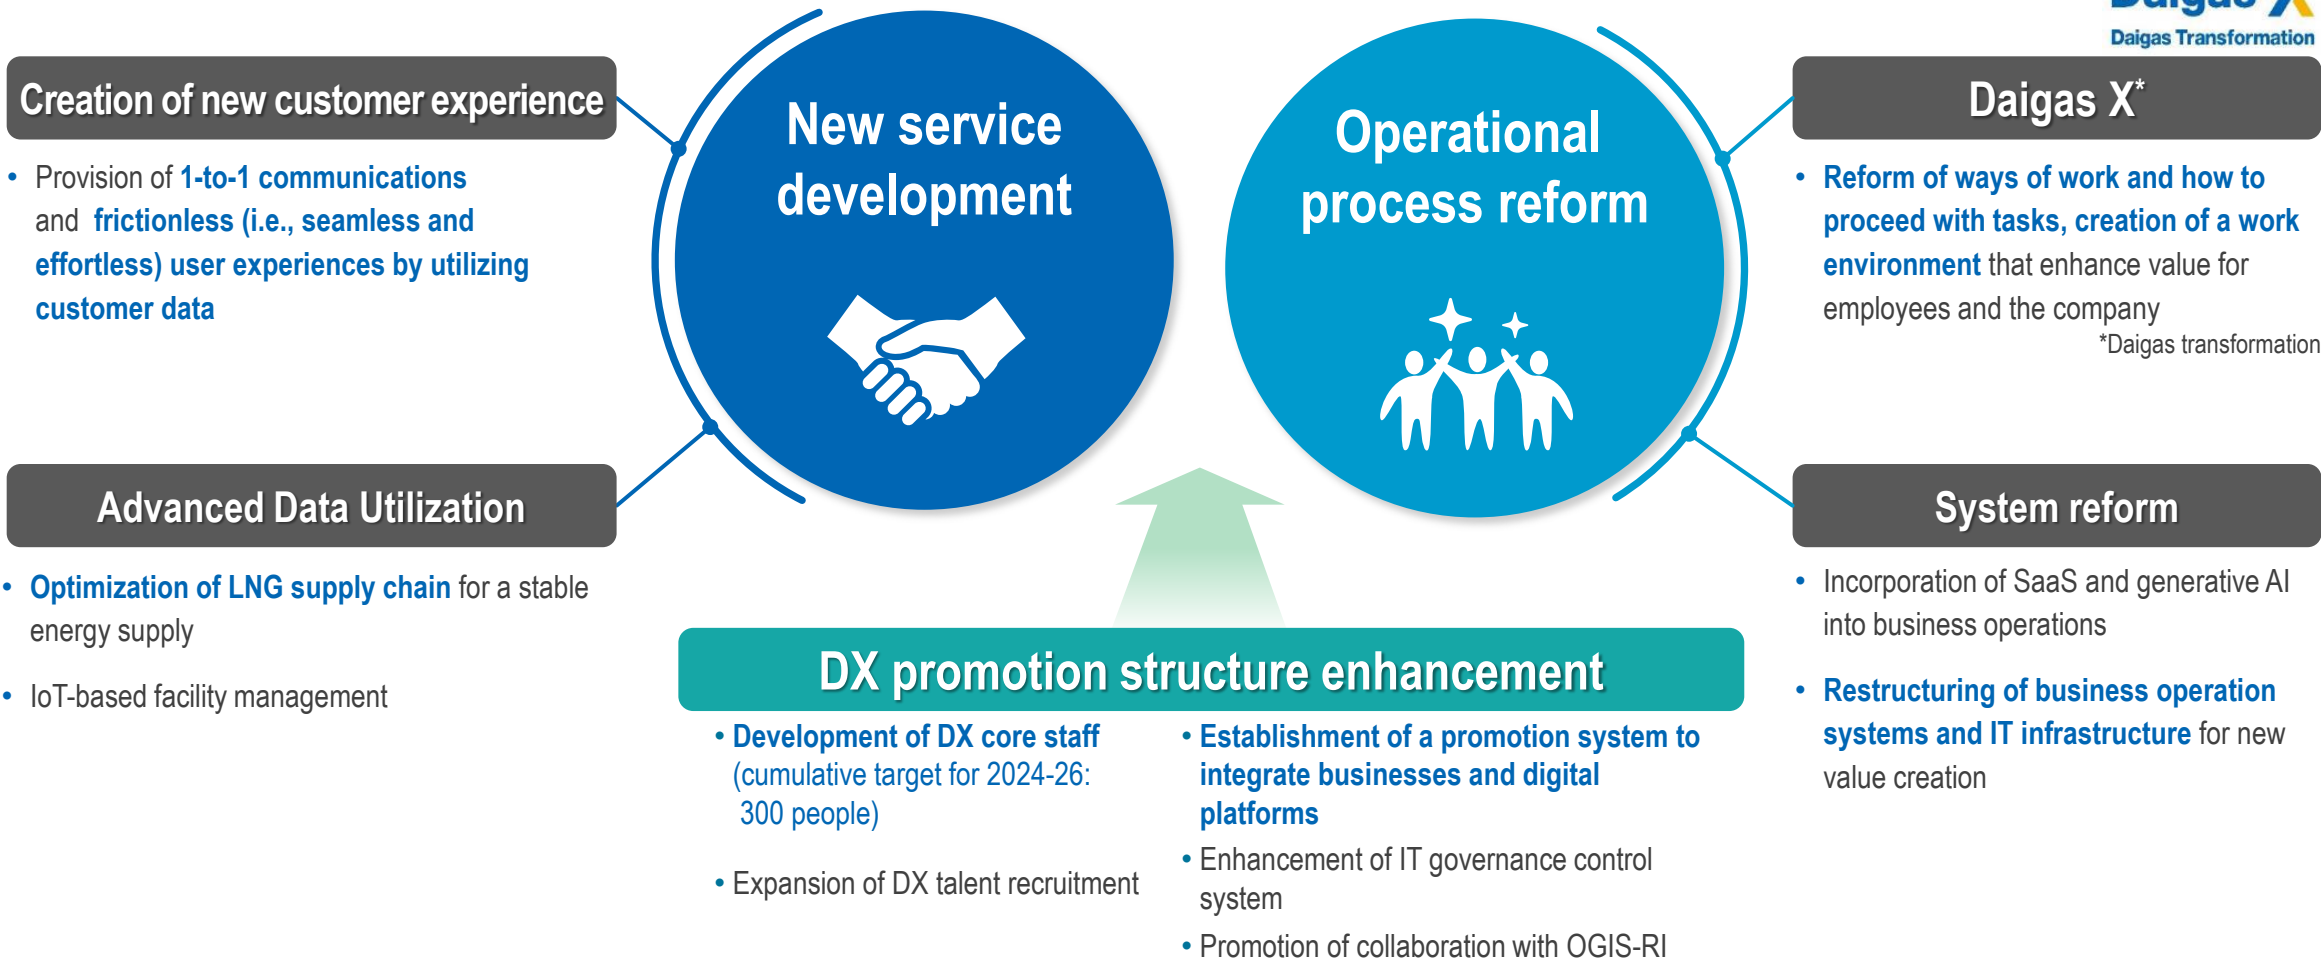 Daigas X
Daigas Transformation
Creation of new customer experience
• Provision of 1-to-1 communications
and frictionless (i.e., seamless and
effortless) user experiences by utilizing
customer data
Advanced Data Utilization
• Optimization of LNG supply chain for a stable
energy supply
• IoT-based facility management
New service
development
Operational
process reform
Daigas X*
• Reform of ways of work and how to
proceed with tasks, creation of a work
environment that enhance value for
employees and the company
*Daigas transformation
System reform
• Incorporation of SaaS and generative AI
into business operations
• Restructuring of business operation
systems and IT infrastructure for new
value creation
DX promotion structure enhancement
• Development of DX core staff
(cumulative target for 2024-26:
300 people)
• Expansion of DX talent recruitment
• Establishment of a promotion system to
integrate businesses and digital
platforms
• Enhancement of IT governance control
system
• Promotion of collaboration with OGIS-RI